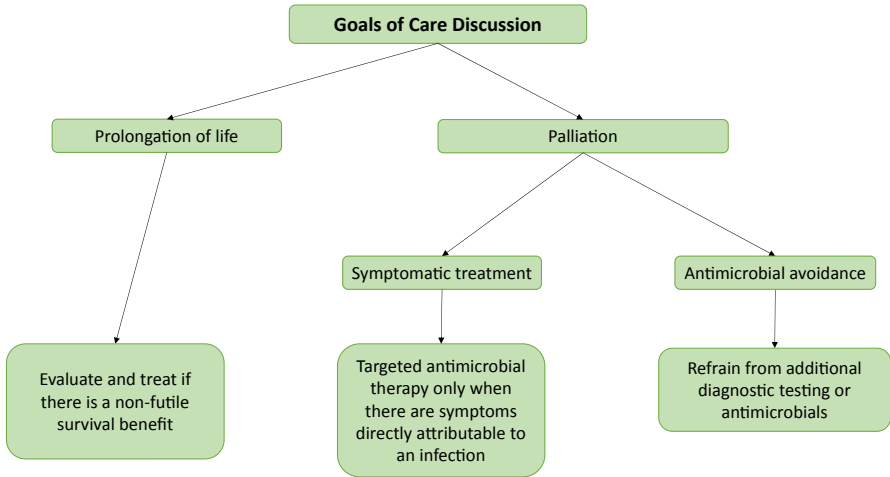 Goals of Care Discussion
Prolongation of life
Palliation
Symptomatic treatment
Antimicrobial avoidance
Evaluate and treat if
there is a non-futile
survival benefit
Targeted antimicrobial
therapy only when
there are symptoms
directly attributable to
an infection
Refrain from additional
diagnostic testing or
antimicrobials